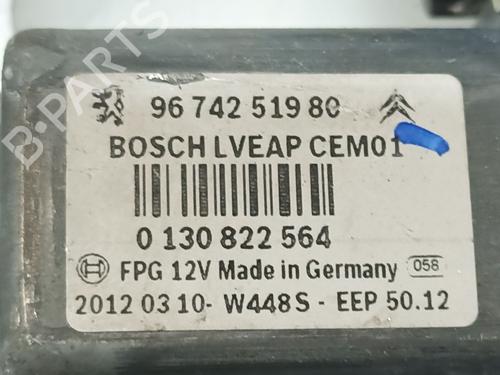 B-PARTS
96 742 519 80
BOSCH LVEAP CEM01
0 130 822 564
FPG 12V Made in Germany 058
2012 03 10- W448S - EEP 50.12